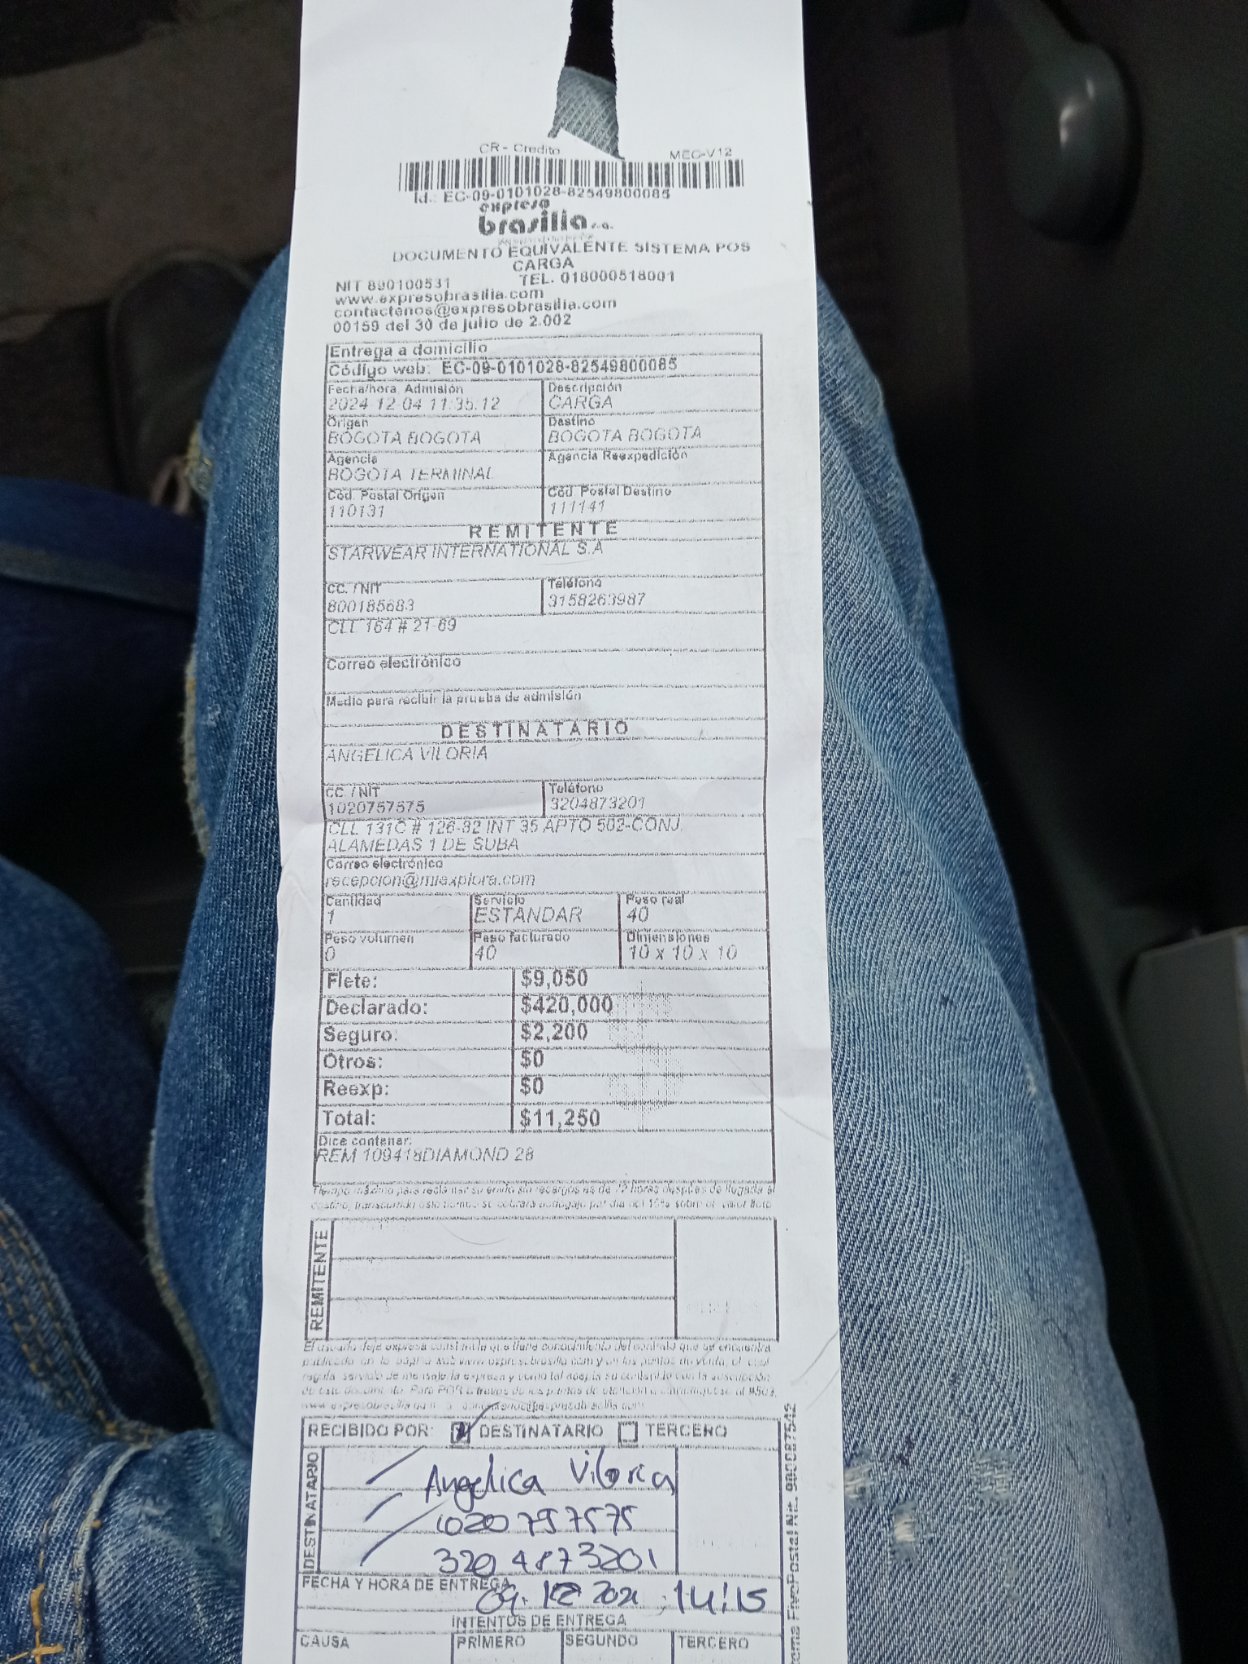 CR - Credito MEC-V12
Id.: EC-09-0101028-82549800085
expreso
brasilia s.a.
DOCUMENTO EQUIVALENTE SISTEMA POS
CARGA
NIT 890100531 TEL. 018000518001
www.expresobrasilia.com
contactenos@expresobrasilia.com
00159 del 30 de julio de 2.002
Entrega a domicilio
Código web: EC-09-0101028-82549800085
Fecha/hora Admisión Descripción
2024 12 04 11:35:12 CARGA
Origen Destino
BOGOTA BOGOTA BOGOTA BOGOTA
Agencia Agencia Reexpedición
BOGOTA TERMINAL
Cód. Postal Origen Cód. Postal Destino
110131 111141
REMITENTE
STARWEAR INTERNATIONAL S.A
CC. / NIT Teléfono
800185683 3158263987
CLL 164 # 21 69
Correo electrónico
Medio para recibir la prueba de admisión
DESTINATARIO
ANGELICA VILORIA
CC. / NIT Teléfono
1020757575 3204873201
CLL 131C # 126-32 INT 35 APTO 502-CONJ.
ALAMEDAS 1 DE SUBA
Correo electrónico
recepcion@miexplora.com
Cantidad Servicio Peso real
1 ESTANDAR 40
Peso volumen Peso facturado Dimensiones
0 40 10 x 10 x 10
Flete: $9,050
Declarado: $420,000
Seguro: $2,200
Otros: $0
Reexp: $0
Total: $11,250
Dice contener:
REM 109418DIAMOND 28
REMITENTE
RECIBIDO POR: DESTINATARIO TERCERO
DESTINATARIO
Angelica Viloria
1020757575
320 4873201
FECHA Y HORA DE ENTREGA
14:15
INTENTOS DE ENTREGA
CAUSA PRIMERO SEGUNDO TERCERO